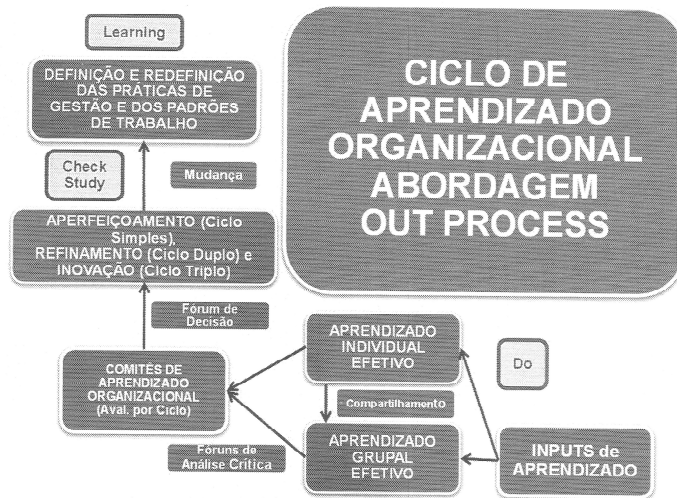 Learning
DEFINIÇÃO E REDEFINIÇÃO
DAS PRÁTICAS DE
GESTÃO E DOS PADRÕES
DE TRABALHO
CICLO DE
APRENDIZADO
ORGANIZACIONAL
ABORDAGEM
OUT PROCESS
Check
Study
Mudança
APERFEIÇOAMENTO (Ciclo
Simples),
REFINAMENTO (Ciclo Duplo) e
INOVAÇÃO (Ciclo Triplo)
Fórum de
Decisão
COMITÊS DE
APRENDIZADO
ORGANIZACIONAL
(Aval. por Ciclo)
APRENDIZADO
INDIVIDUAL
EFETIVO
Do
Compartilhamento
Fóruns de
Análise Crítica
APRENDIZADO
GRUPAL
EFETIVO
INPUTS de
APRENDIZADO